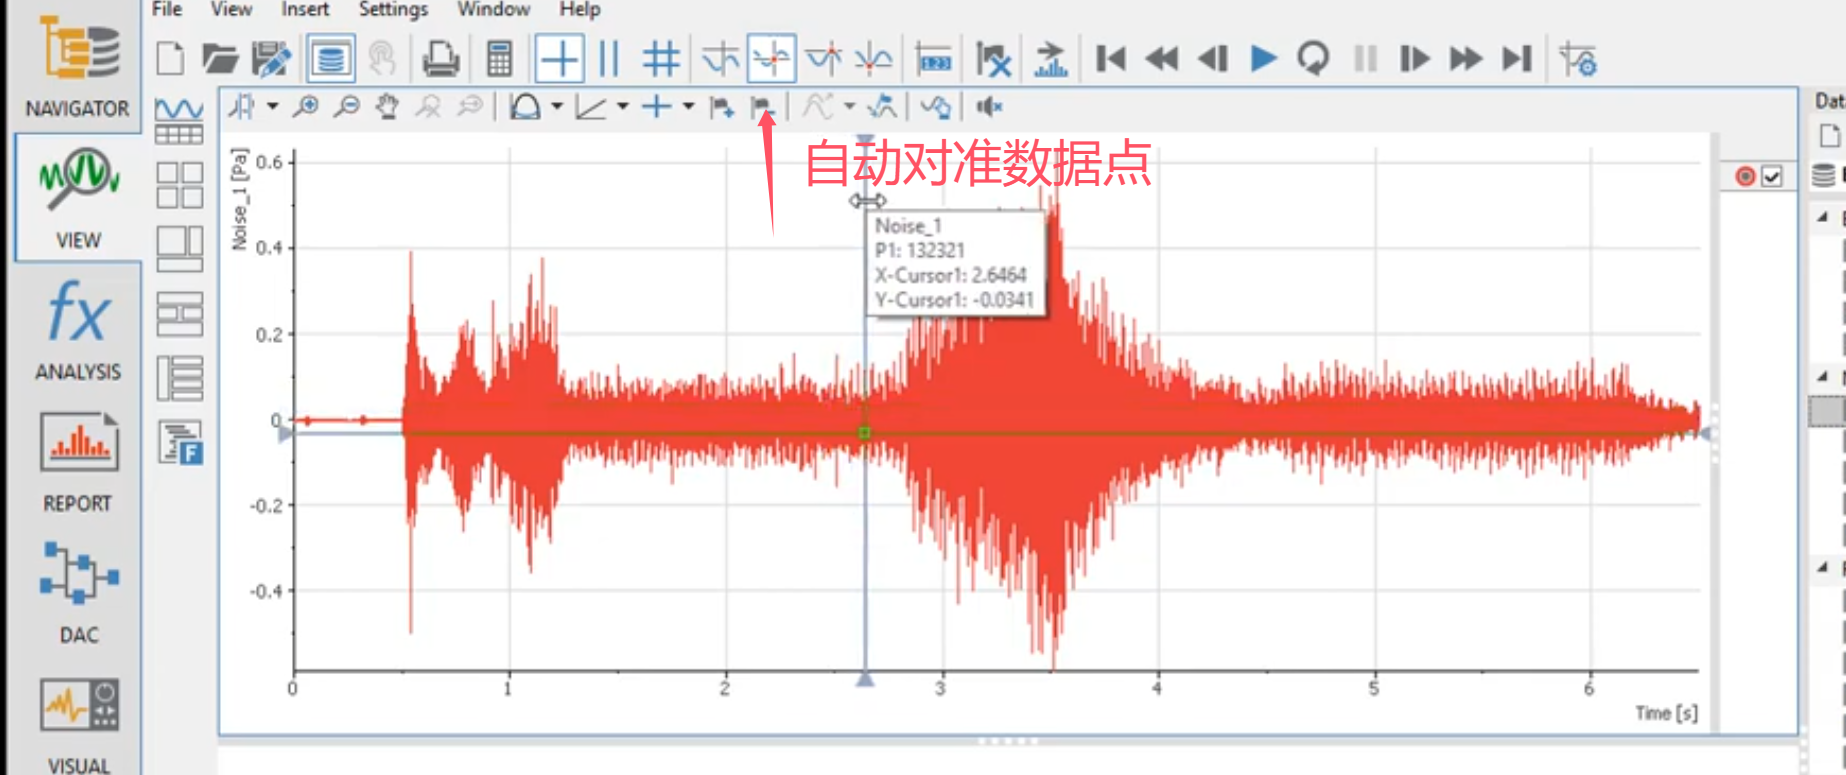 File View Insert Settings Window Help
NAVIGATOR
VIEW
fx
ANALYSIS
REPORT
DAC
VISUAL
F
123
自动对准数据点
Noise_1 [Pa]
0.6
0.4
0.2
0
-0.2
-0.4
Noise_1
P1: 132321
X-Cursor1: 2.6464
Y-Cursor1: -0.0341
0 1 2 3 4 5 6
Time [s]